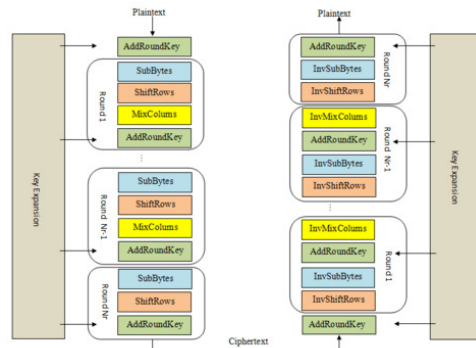 Plaintext
Key Expansion
AddRoundKey
Round 1
SubBytes
ShiftRows
MixColums
AddRoundKey
...
Round Nr-1
SubBytes
ShiftRows
MixColums
AddRoundKey
Round Nr
SubBytes
ShiftRows
AddRoundKey
Ciphertext
Plaintext
AddRoundKey
InvSubBytes
InvShiftRows
Round Nr
InvMixColums
AddRoundKey
InvSubBytes
InvShiftRows
Round Nr-1
...
InvMixColums
AddRoundKey
InvSubBytes
InvShiftRows
Round 1
AddRoundKey
Key Expansion